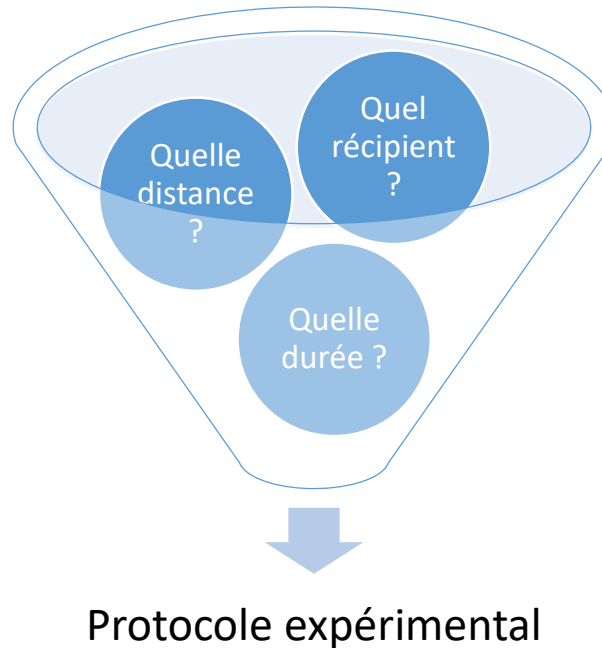 Quel
récipient
?
Quelle
distance
?
Quelle
durée ?
Protocole expérimental